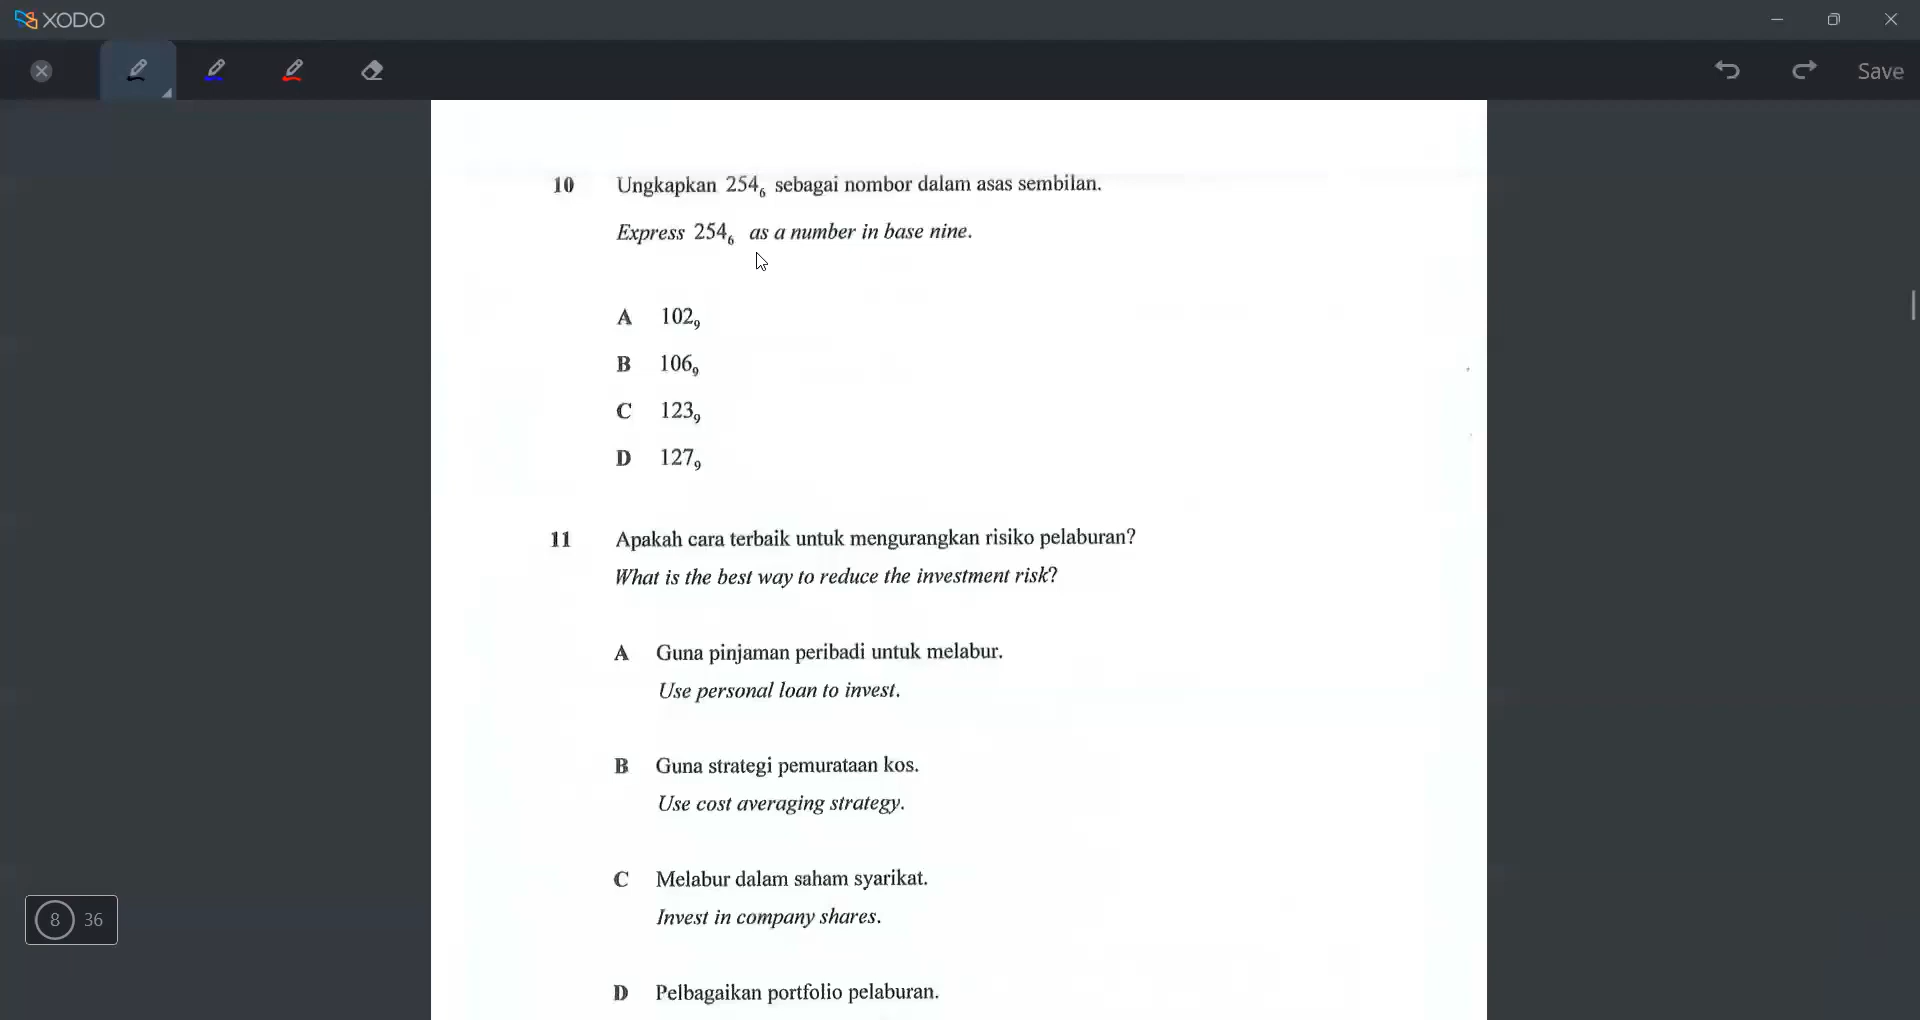 XODO
Save
10 Ungkapkan 254₆ sebagai nombor dalam asas sembilan.
Express 254₆ as a number in base nine.
A 102₉
B 106₉
C 123₉
D 127₉
11 Apakah cara terbaik untuk mengurangkan risiko pelaburan?
What is the best way to reduce the investment risk?
A Guna pinjaman peribadi untuk melabur.
Use personal loan to invest.
B Guna strategi pemurataan kos.
Use cost averaging strategy.
C Melabur dalam saham syarikat.
Invest in company shares.
D Pelbagaikan portfolio pelaburan.
8 36